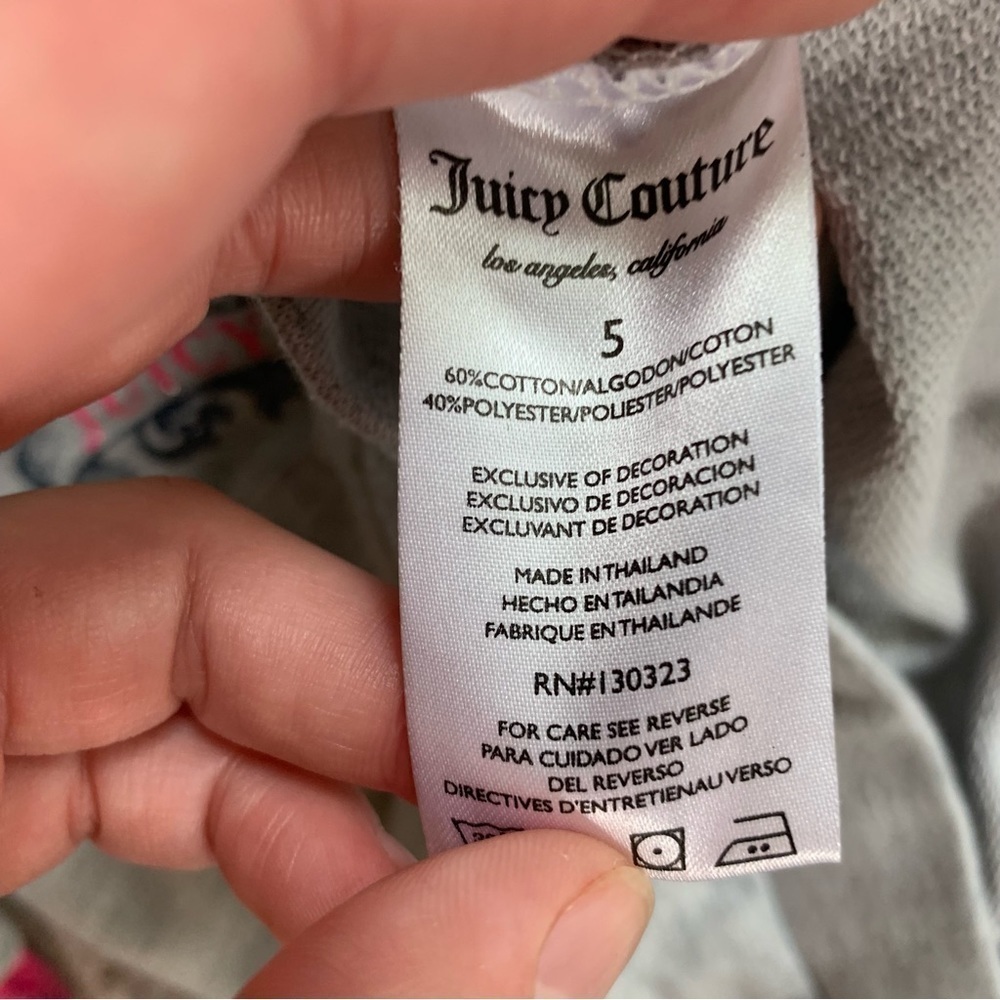 Juicy Couture
los angeles, california
5
60%COTTON/ALGODON/COTON
40%POLYESTER/POLIESTER/POLYESTER
EXCLUSIVE OF DECORATION
EXCLUSIVO DE DECORACION
EXCLUVANT DE DECORATION
MADE IN THAILAND
HECHO EN TAILANDIA
FABRIQUE EN THAILANDE
RN#130323
FOR CARE SEE REVERSE
PARA CUIDADO VER LADO
DEL REVERSO
DIRECTIVES D'ENTRETIENAU VERSO
JUICY